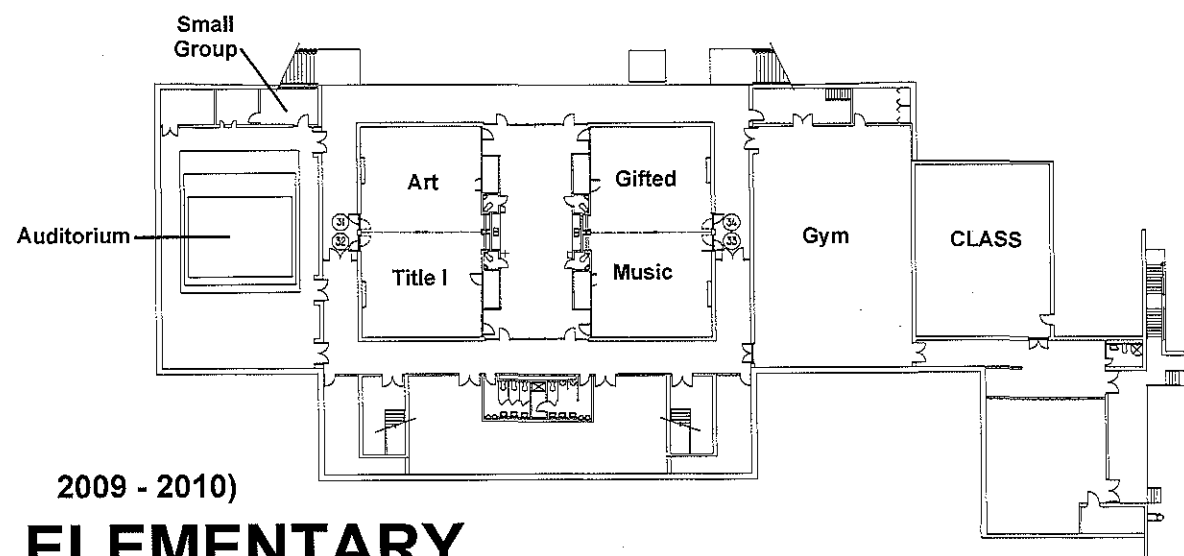 Small
Group
Art
Gifted
31
34
Auditorium
32
33
Gym
CLASS
Title I
Music
2009 - 2010)
ELEMENTARY